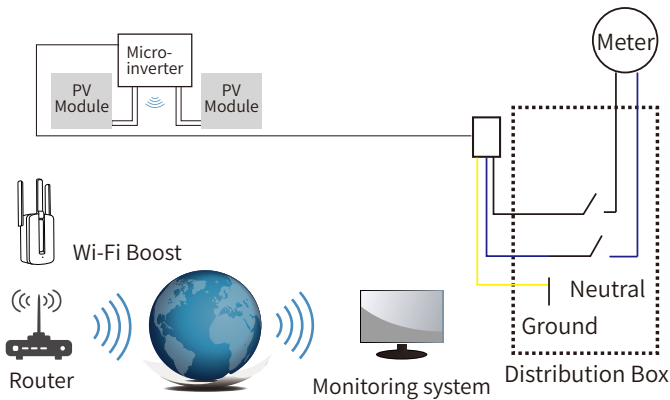 Meter
Micro-
inverter
PV
Module
PV
Module
Wi-Fi Boost
Neutral
Ground
Router
Monitoring system
Distribution Box